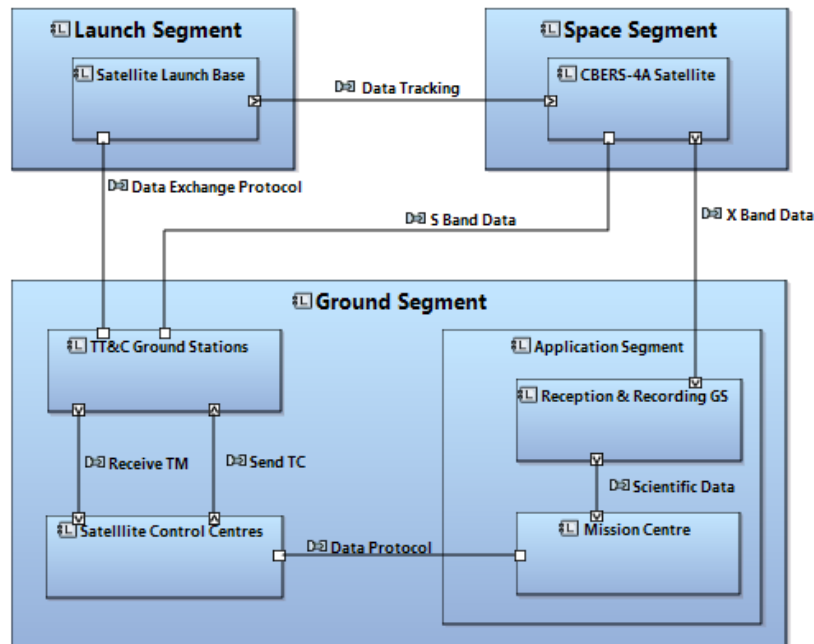 Launch Segment
Space Segment
Satellite Launch Base
CBERS-4A Satellite
Data Tracking
Data Exchange Protocol
S Band Data
X Band Data
Ground Segment
TT&C Ground Stations
Application Segment
Reception & Recording GS
Receive TM
Send TC
Scientific Data
Satelllite Control Centres
Mission Centre
Data Protocol